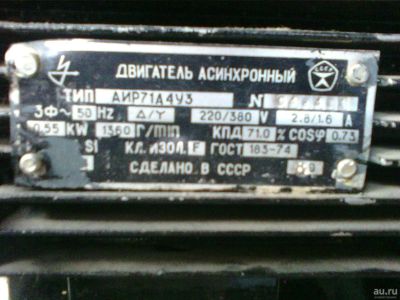 ДВИГАТЕЛЬ АСИНХРОННЫЙ
ТИП АИР71А4У3 N
3Ф~ 50 Hz Δ/Y 220/380 V 2.8/1.6 A
0.55 KW 1360 Г/min КПД 71.0 % COSφ 0.73
S1 КЛ. ИЗОЛ. F ГОСТ 183-74
СДЕЛАНО В СССР
au.ru